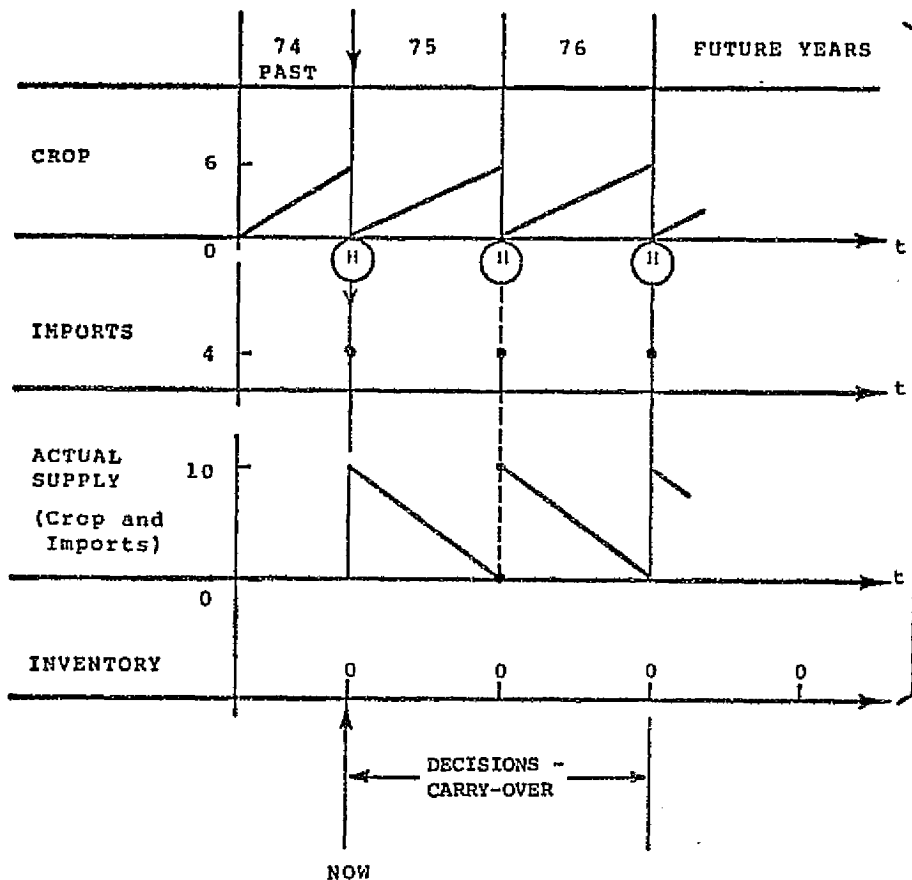 74
PAST
75
76
FUTURE YEARS
CROP
6
0
t
H
H
H
IMPORTS
4
t
ACTUAL
SUPPLY
(Crop and
Imports)
10
0
t
INVENTORY
0
0
0
0
t
DECISIONS -
CARRY-OVER
NOW